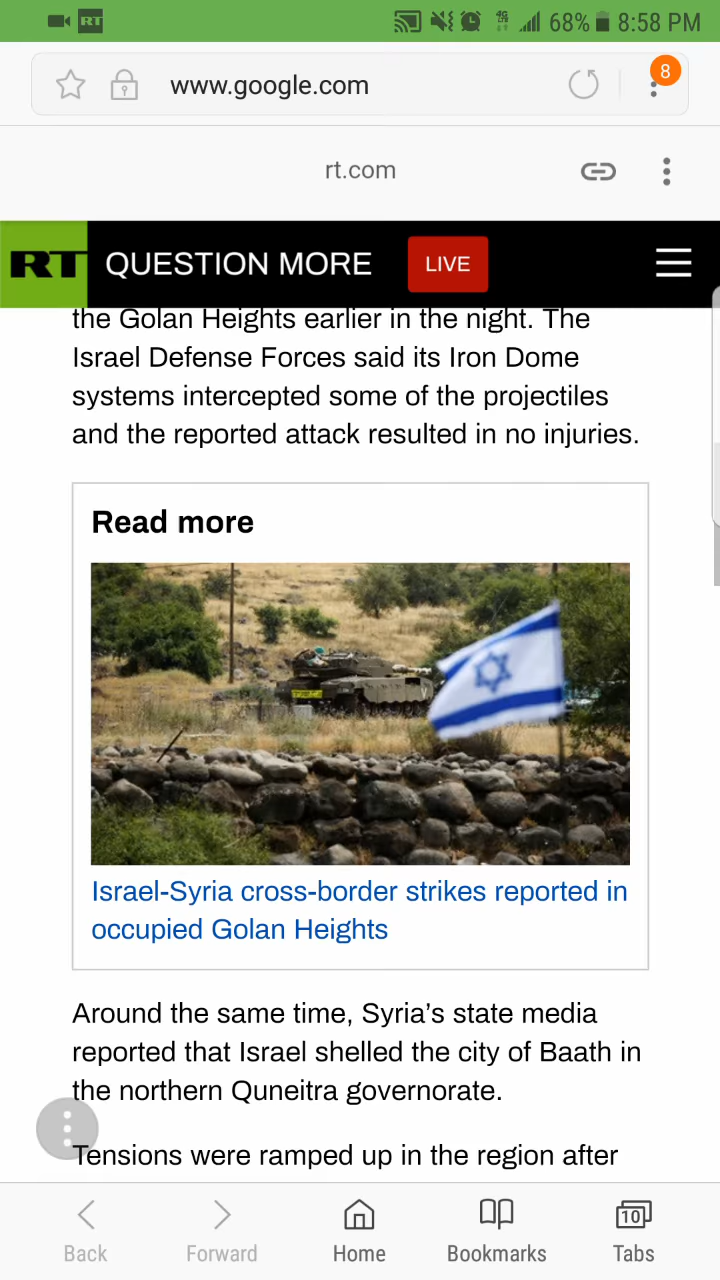 RT 4G 68% 8:58 PM
www.google.com 8
rt.com
RT QUESTION MORE LIVE
the Golan Heights earlier in the night. The
Israel Defense Forces said its Iron Dome
systems intercepted some of the projectiles
and the reported attack resulted in no injuries.
Read more
Israel-Syria cross-border strikes reported in
occupied Golan Heights
Around the same time, Syria’s state media
reported that Israel shelled the city of Baath in
the northern Quneitra governorate.
Tensions were ramped up in the region after
10
Back Forward Home Bookmarks Tabs